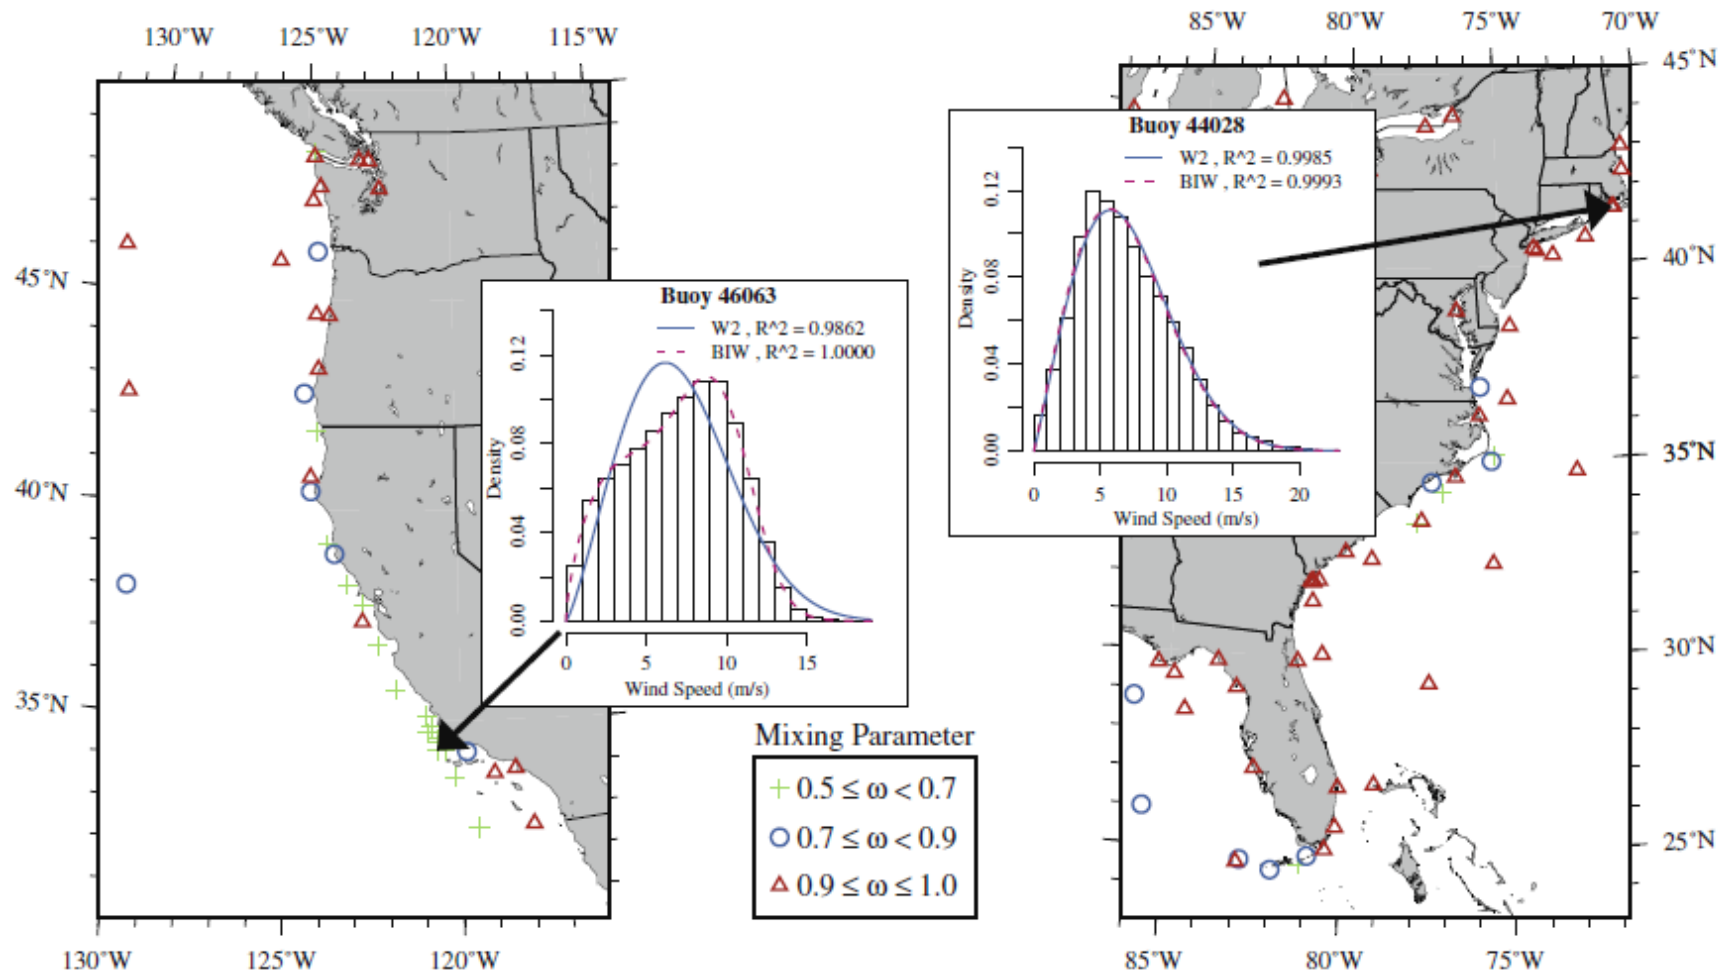 130°W 125°W 120°W 115°W
85°W 80°W 75°W 70°W
45°N
40°N
35°N
45°N
40°N
35°N
30°N
25°N
130°W 125°W 120°W
85°W 80°W 75°W
Buoy 46063
W2 , R^2 = 0.9862
BIW , R^2 = 1.0000
Density
0.00 0.04 0.08 0.12
0 5 10 15
Wind Speed (m/s)
Buoy 44028
W2 , R^2 = 0.9985
BIW , R^2 = 0.9993
Density
0.00 0.04 0.08 0.12
0 5 10 15 20
Wind Speed (m/s)
Mixing Parameter
0.5 ≤ ω < 0.7
0.7 ≤ ω < 0.9
0.9 ≤ ω ≤ 1.0